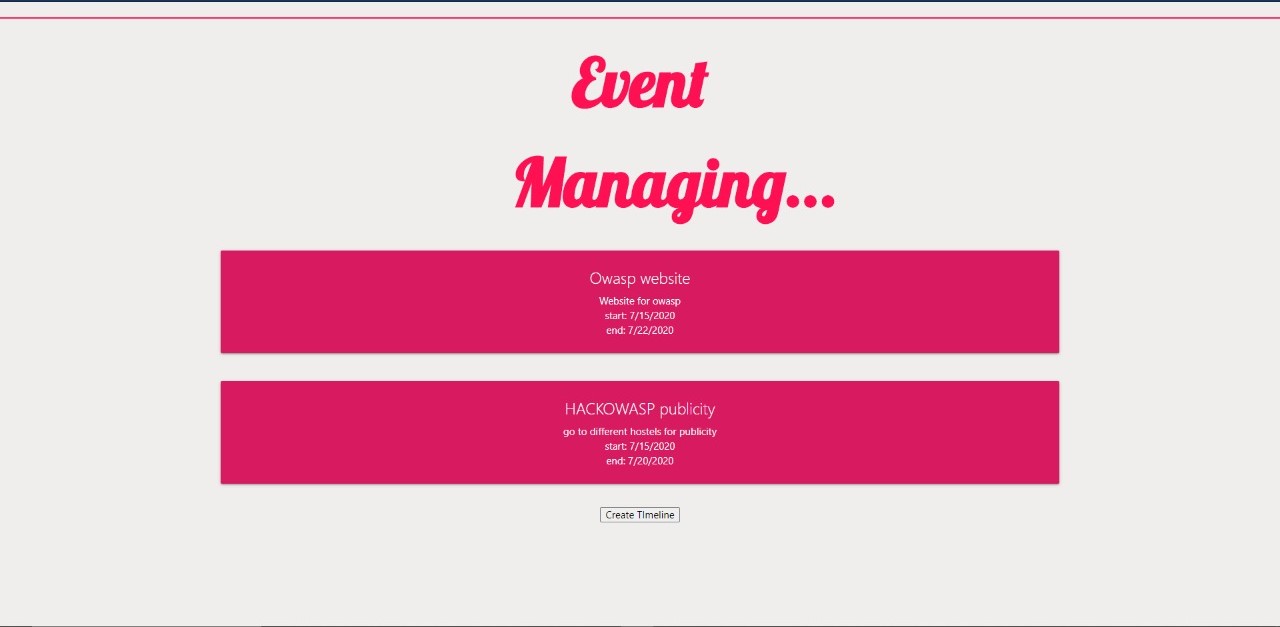 Event
Managing...
Owasp website
Website for owasp
start: 7/15/2020
end: 7/22/2020
HACKOWASP publicity
go to different hostels for publicity
start: 7/15/2020
end: 7/20/2020
Create TImeline